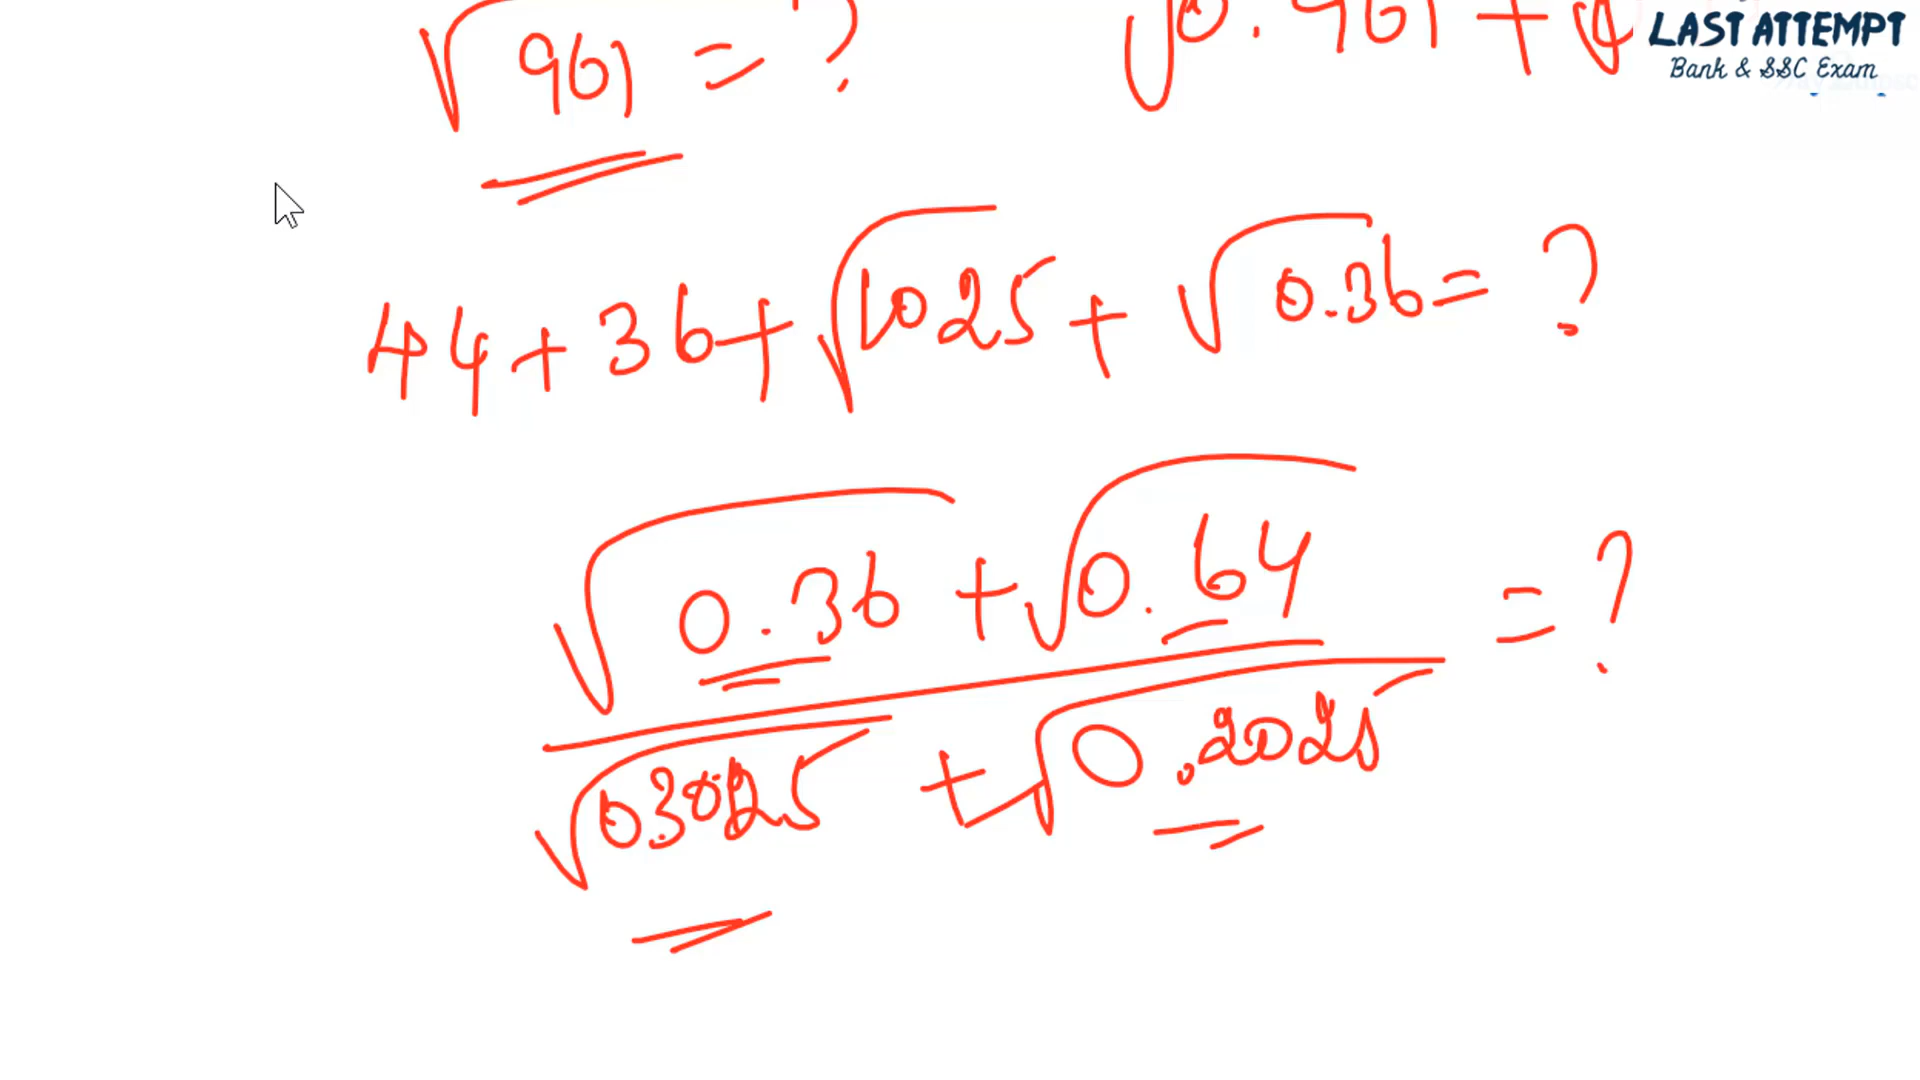 √961 = ? √0.961 + √
LAST ATTEMPT
Bank & SSC Exam
44 + 36 + √1025 + √0.36 = ?
√0.36 + √0.64 = ?
√0.3025 + √0.2025